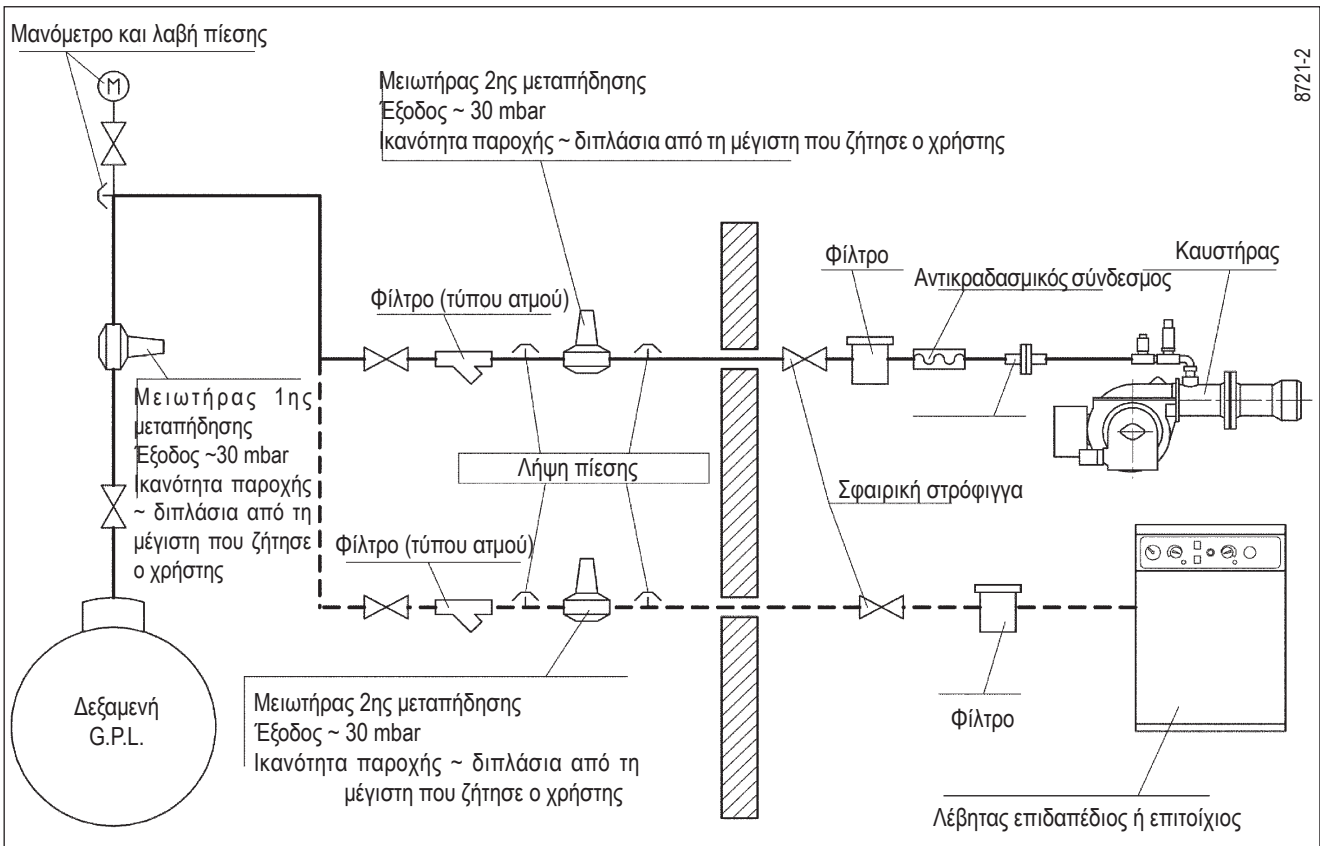 Μανόμετρο και λαβή πίεσης
M
8721-2
Μειωτήρας 2ης μεταπήδησης
Έξοδος ~ 30 mbar
Ικανότητα παροχής ~ διπλάσια από τη μέγιστη που ζήτησε ο χρήστης
Φίλτρο
Καυστήρας
Αντικραδασμικός σύνδεσμος
Φίλτρο (τύπου ατμού)
Μειωτήρας 1ης
μεταπήδησης
Έξοδος ~30 mbar
Ικανότητα παροχής
~ διπλάσια από τη
μέγιστη που ζήτησε
ο χρήστης
Λήψη πίεσης
Σφαιρική στρόφιγγα
Φίλτρο (τύπου ατμού)
Δεξαμενή
G.P.L.
Μειωτήρας 2ης μεταπήδησης
Έξοδος ~ 30 mbar
Ικανότητα παροχής ~ διπλάσια από τη
μέγιστη που ζήτησε ο χρήστης
Φίλτρο
Λέβητας επιδαπέδιος ή επιτοίχιος